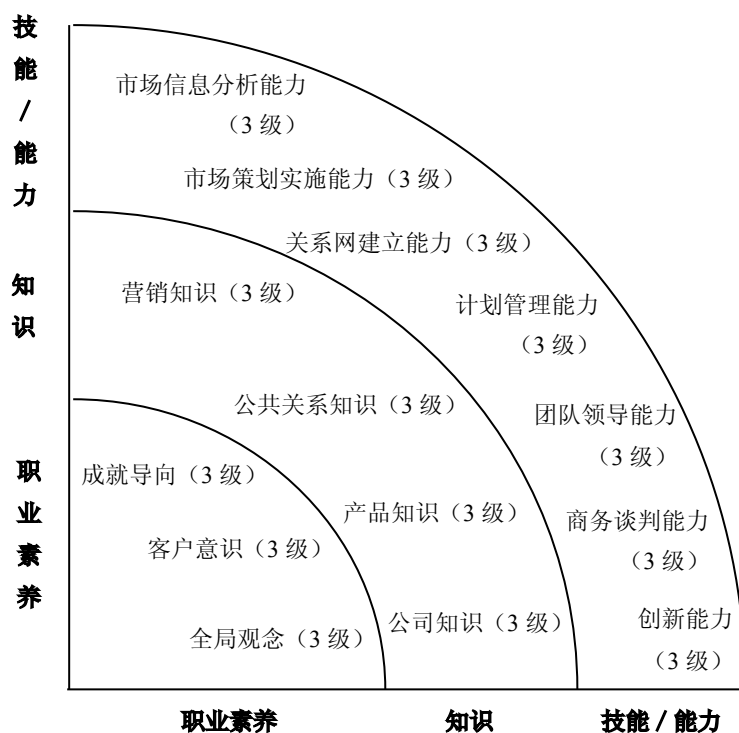 技能/能力
知识
职业素养
市场信息分析能力
（3 级）
市场策划实施能力（3 级）
关系网建立能力（3 级）
计划管理能力
（3 级）
团队领导能力
（3 级）
商务谈判能力
（3 级）
创新能力
（3 级）
营销知识（3 级）
公共关系知识（3 级）
产品知识（3 级）
公司知识（3 级）
成就导向（3 级）
客户意识（3 级）
全局观念（3 级）
职业素养
知识
技能/能力